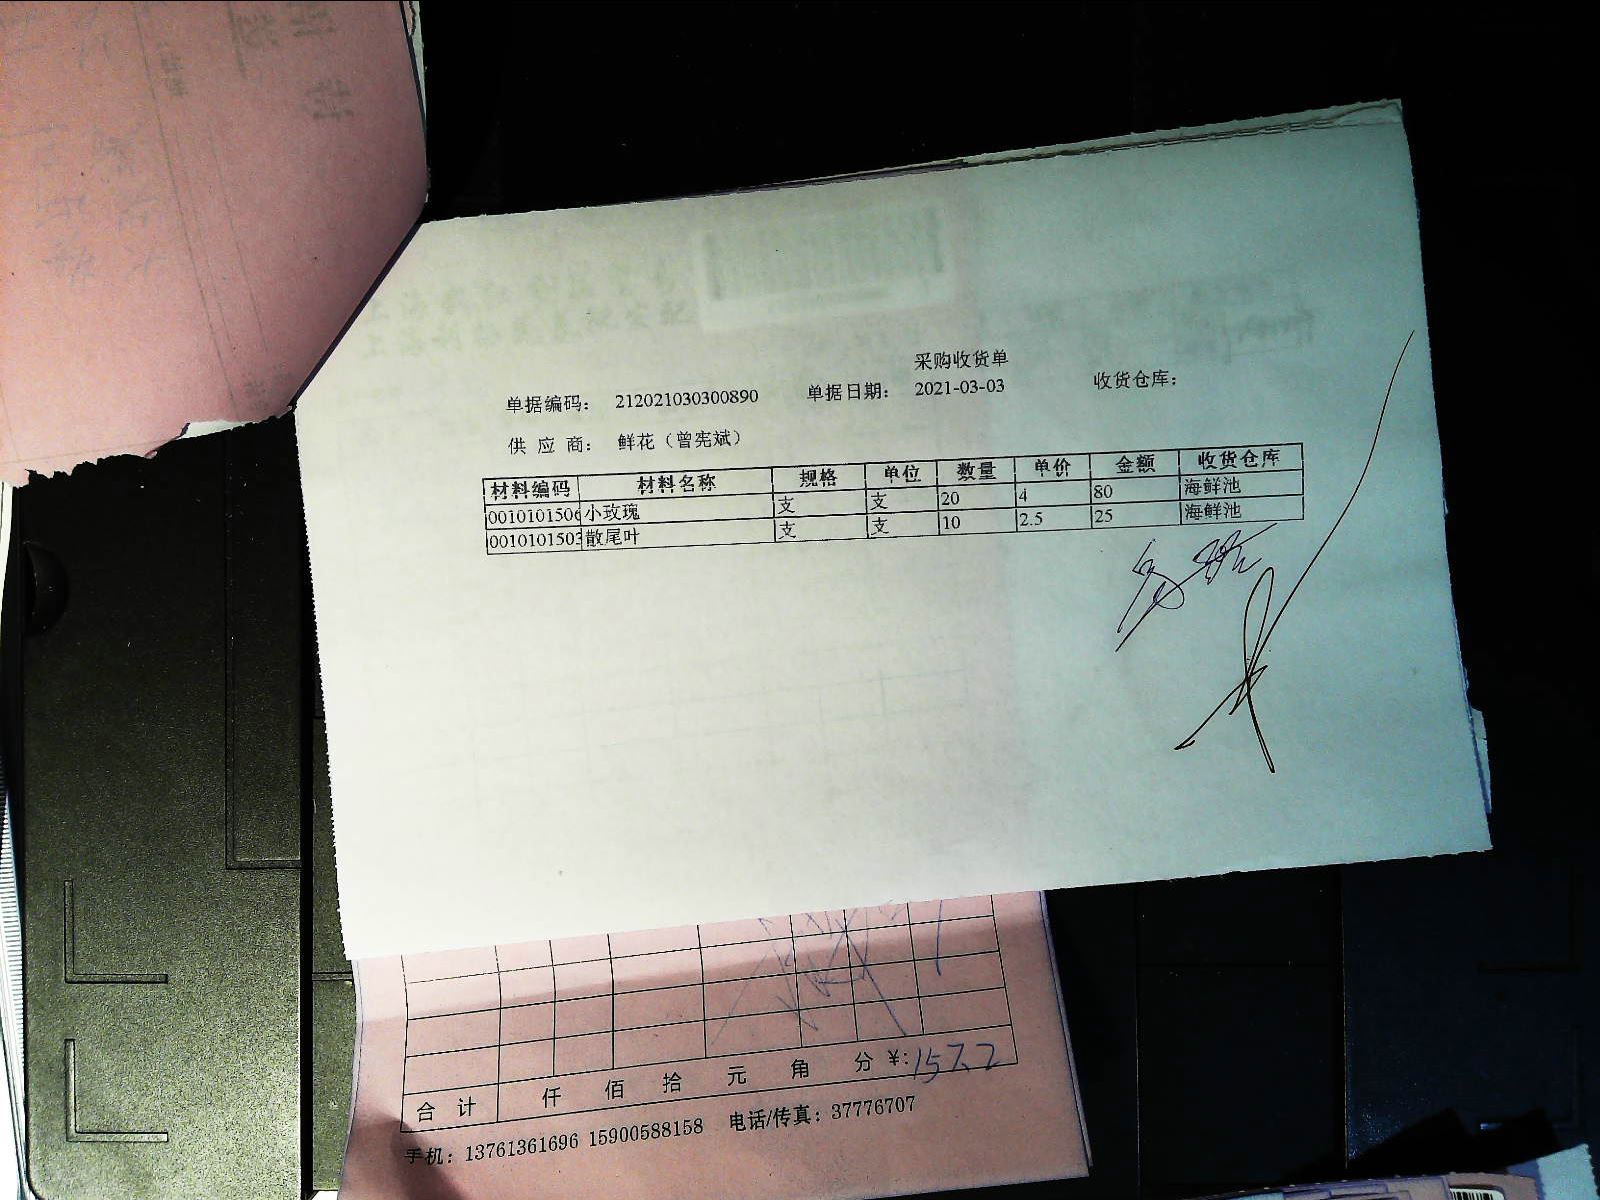 采购收货单
单据编码： 212021030300890 单据日期： 2021-03-03 收货仓库：
供 应 商： 鲜花（曾宪斌）
材料编码 材料名称 规格 单位 数量 单价 金额 收货仓库
0010101506 小玫瑰 支 支 20 4 80 海鲜池
0010101503 散尾叶 支 支 10 2.5 25 海鲜池
合 计 仟 佰 拾 元 角 分 ¥: 157.2
手机：13761361696 15900588158 电话/传真：37776707